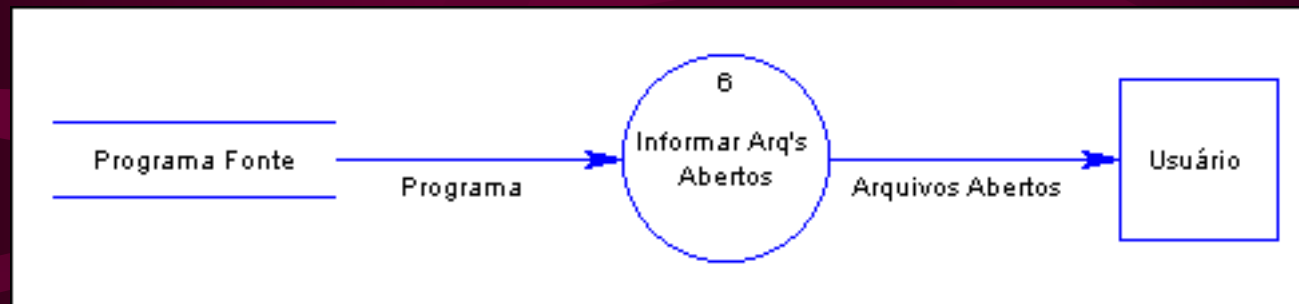 Programa Fonte
Programa
6
Informar Arq's
Abertos
Arquivos Abertos
Usuário